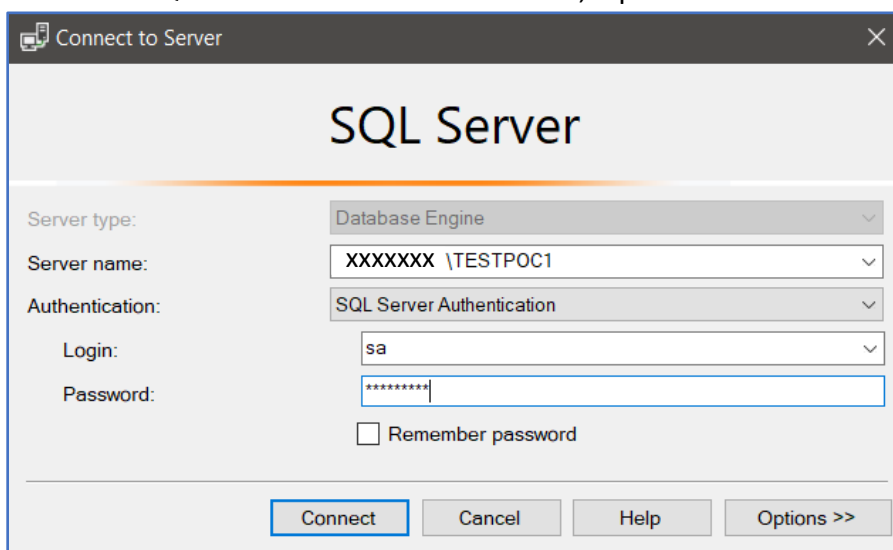 Connect to Server
SQL Server
Server type: Database Engine
Server name: XXXXXXX \TESTPOC1
Authentication: SQL Server Authentication
Login: sa
Password: *********
Remember password
Connect Cancel Help Options >>